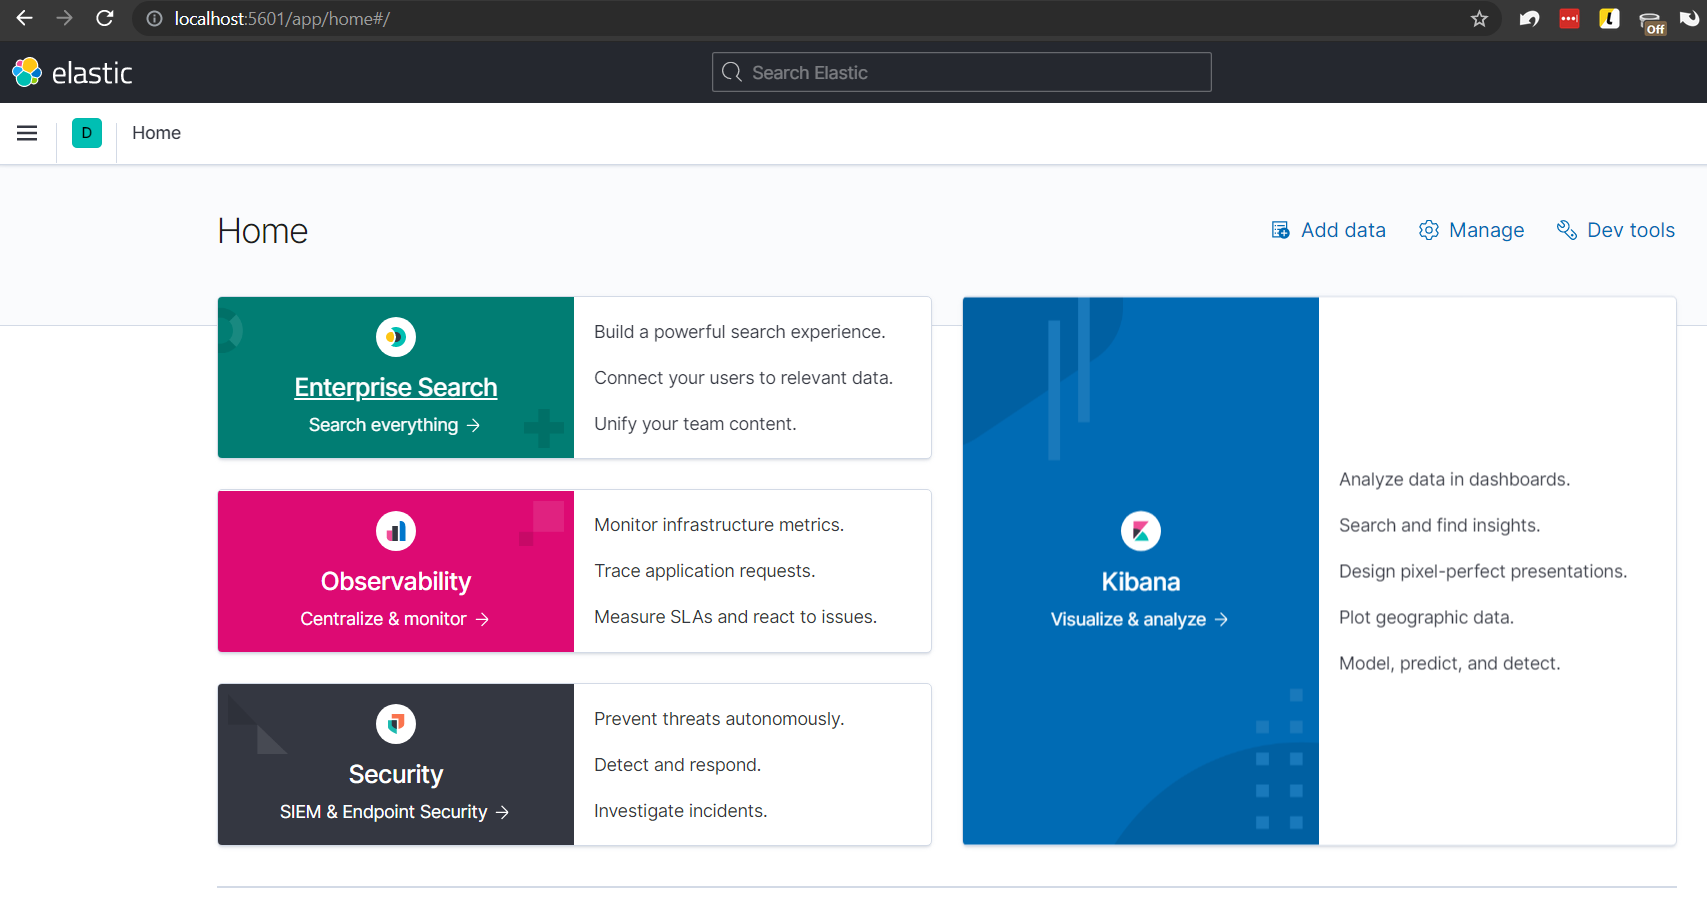 localhost:5601/app/home#/
Off
elastic
Search Elastic
D
Home
Home
Add data
Manage
Dev tools
Enterprise Search
Search everything →
Build a powerful search experience.
Connect your users to relevant data.
Unify your team content.
Observability
Centralize & monitor →
Monitor infrastructure metrics.
Trace application requests.
Measure SLAs and react to issues.
Security
SIEM & Endpoint Security →
Prevent threats autonomously.
Detect and respond.
Investigate incidents.
Kibana
Visualize & analyze →
Analyze data in dashboards.
Search and find insights.
Design pixel-perfect presentations.
Plot geographic data.
Model, predict, and detect.